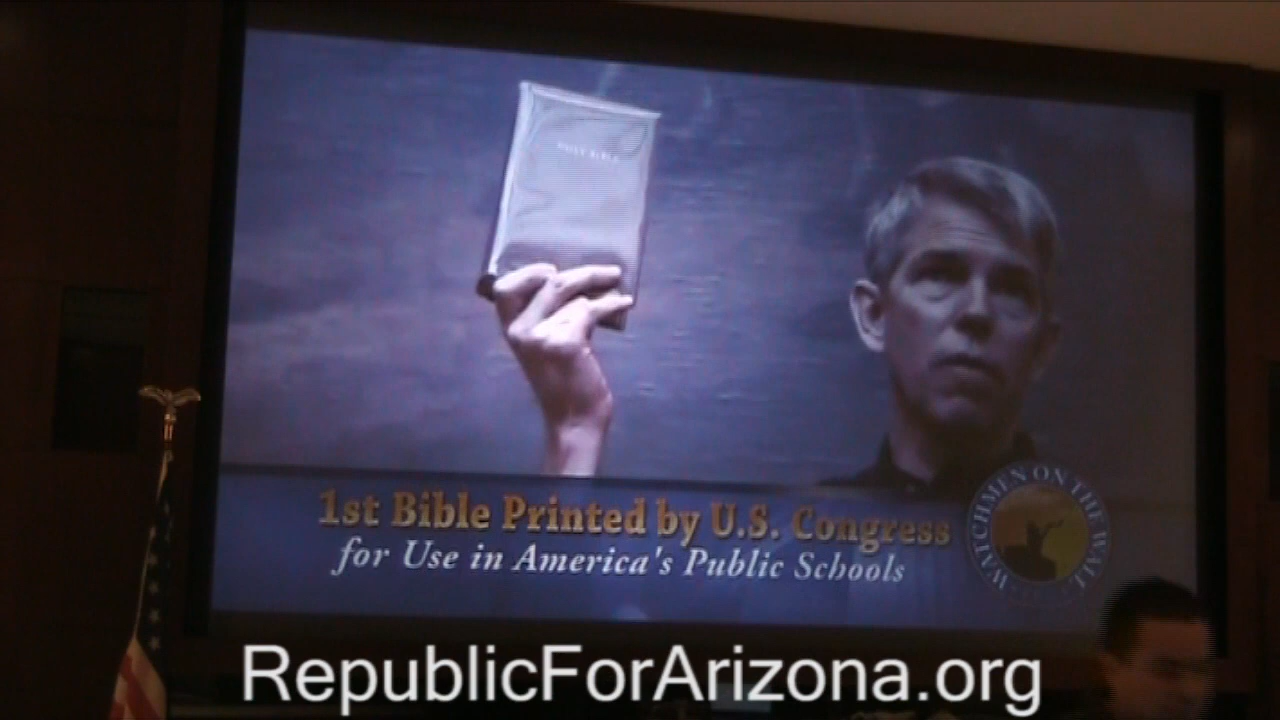 HOLY BIBLE
1st Bible Printed by U.S. Congress
for Use in America's Public Schools
WATCHMEN ON THE WALL
RepublicForArizona.org